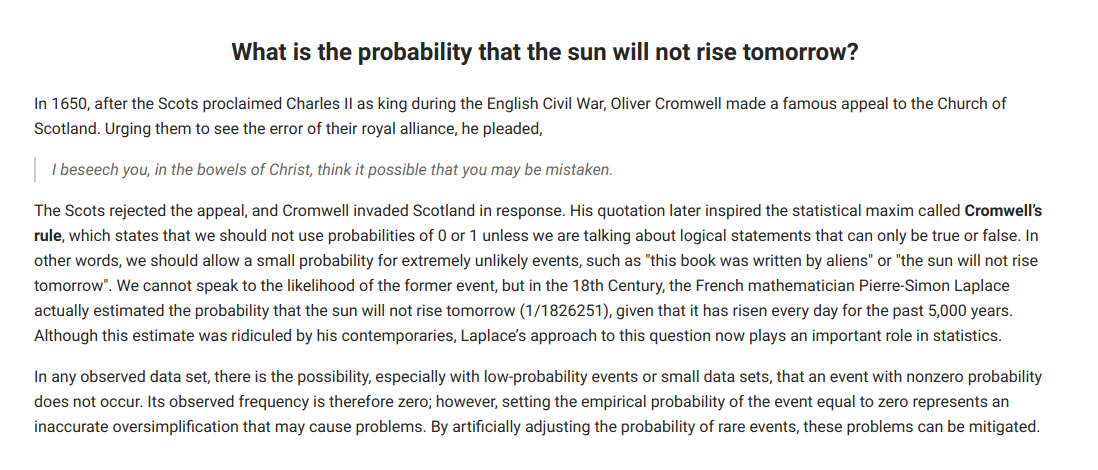 What is the probability that the sun will not rise tomorrow?
In 1650, after the Scots proclaimed Charles II as king during the English Civil War, Oliver Cromwell made a famous appeal to the Church of
Scotland. Urging them to see the error of their royal alliance, he pleaded,
I beseech you, in the bowels of Christ, think it possible that you may be mistaken.
The Scots rejected the appeal, and Cromwell invaded Scotland in response. His quotation later inspired the statistical maxim called Cromwell’s
rule, which states that we should not use probabilities of 0 or 1 unless we are talking about logical statements that can only be true or false. In
other words, we should allow a small probability for extremely unlikely events, such as "this book was written by aliens" or "the sun will not rise
tomorrow". We cannot speak to the likelihood of the former event, but in the 18th Century, the French mathematician Pierre-Simon Laplace
actually estimated the probability that the sun will not rise tomorrow (1/1826251), given that it has risen every day for the past 5,000 years.
Although this estimate was ridiculed by his contemporaries, Laplace’s approach to this question now plays an important role in statistics.
In any observed data set, there is the possibility, especially with low-probability events or small data sets, that an event with nonzero probability
does not occur. Its observed frequency is therefore zero; however, setting the empirical probability of the event equal to zero represents an
inaccurate oversimplification that may cause problems. By artificially adjusting the probability of rare events, these problems can be mitigated.